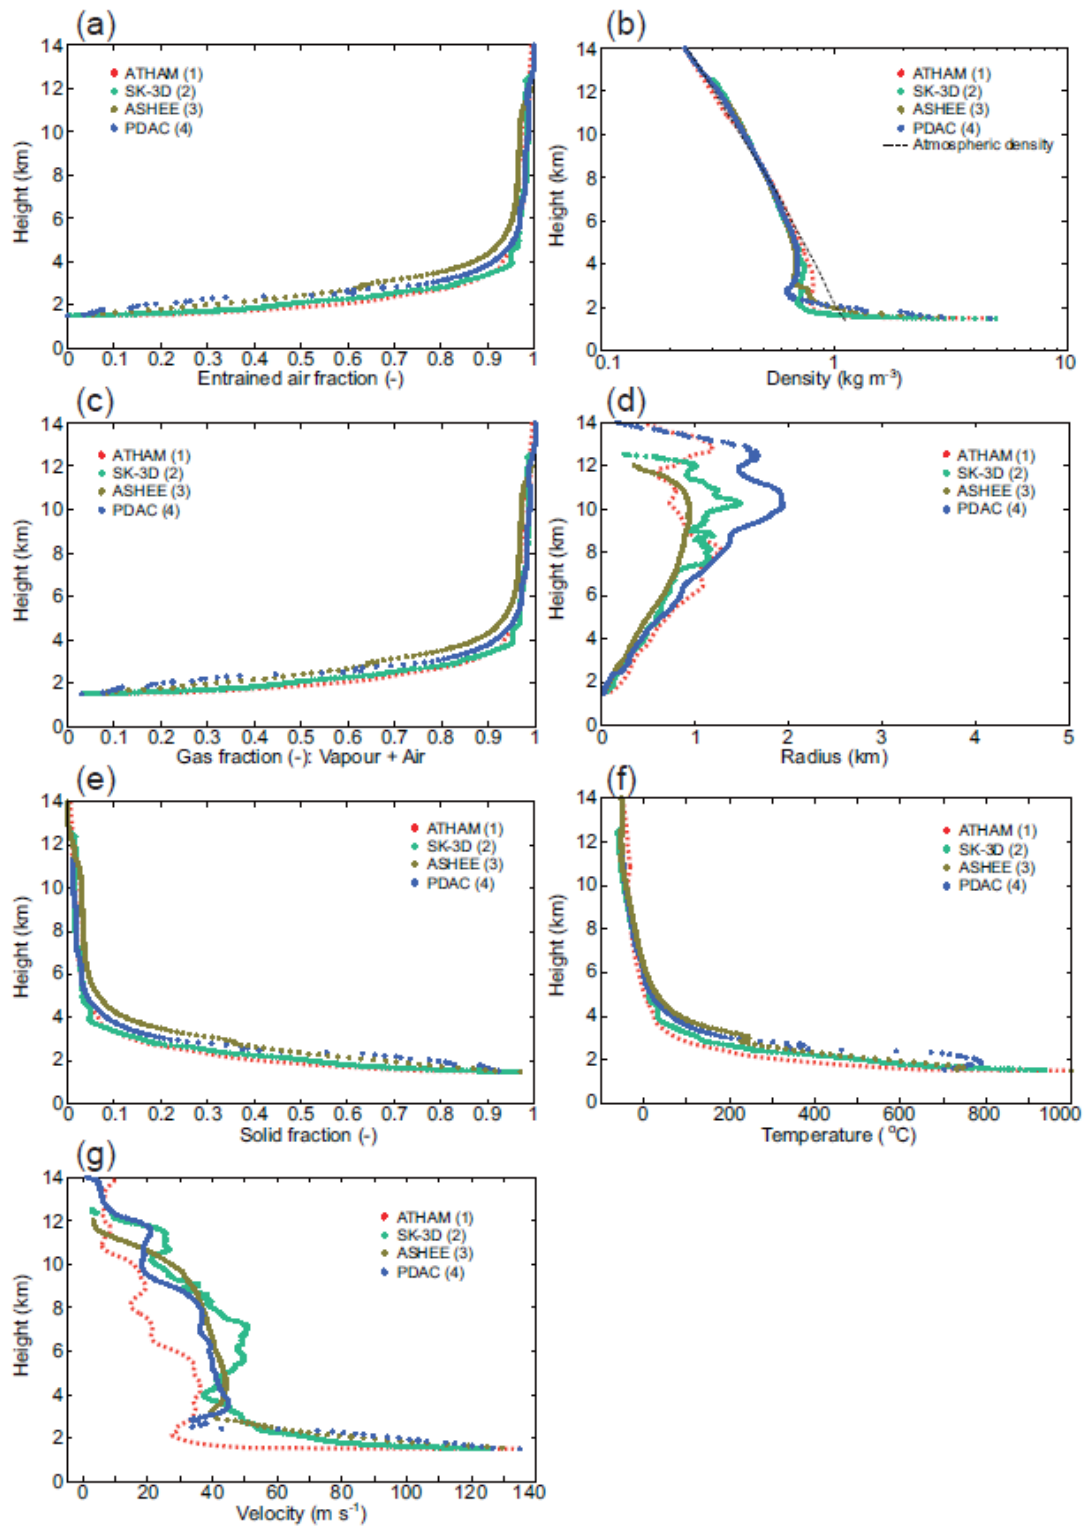 (a)
14
12
10
8
6
4
2
0
Height (km)
ATHAM (1)
SK-3D (2)
ASHEE (3)
PDAC (4)
0 0.1 0.2 0.3 0.4 0.5 0.6 0.7 0.8 0.9 1
Entrained air fraction (-)
(b)
14
12
10
8
6
4
2
0
Height (km)
ATHAM (1)
SK-3D (2)
ASHEE (3)
PDAC (4)
Atmospheric density
0.1 1 10
Density (kg m⁻³)
(c)
14
12
10
8
6
4
2
0
Height (km)
ATHAM (1)
SK-3D (2)
ASHEE (3)
PDAC (4)
0 0.1 0.2 0.3 0.4 0.5 0.6 0.7 0.8 0.9 1
Gas fraction (-): Vapour + Air
(d)
14
12
10
8
6
4
2
0
Height (km)
ATHAM (1)
SK-3D (2)
ASHEE (3)
PDAC (4)
0 1 2 3 4 5
Radius (km)
(e)
14
12
10
8
6
4
2
0
Height (km)
ATHAM (1)
SK-3D (2)
ASHEE (3)
PDAC (4)
0 0.1 0.2 0.3 0.4 0.5 0.6 0.7 0.8 0.9 1
Solid fraction (-)
(f)
14
12
10
8
6
4
2
0
Height (km)
ATHAM (1)
SK-3D (2)
ASHEE (3)
PDAC (4)
0 200 400 600 800 1000
Temperature (°C)
(g)
14
12
10
8
6
4
2
0
Height (km)
ATHAM (1)
SK-3D (2)
ASHEE (3)
PDAC (4)
0 20 40 60 80 100 120 140
Velocity (m s⁻¹)